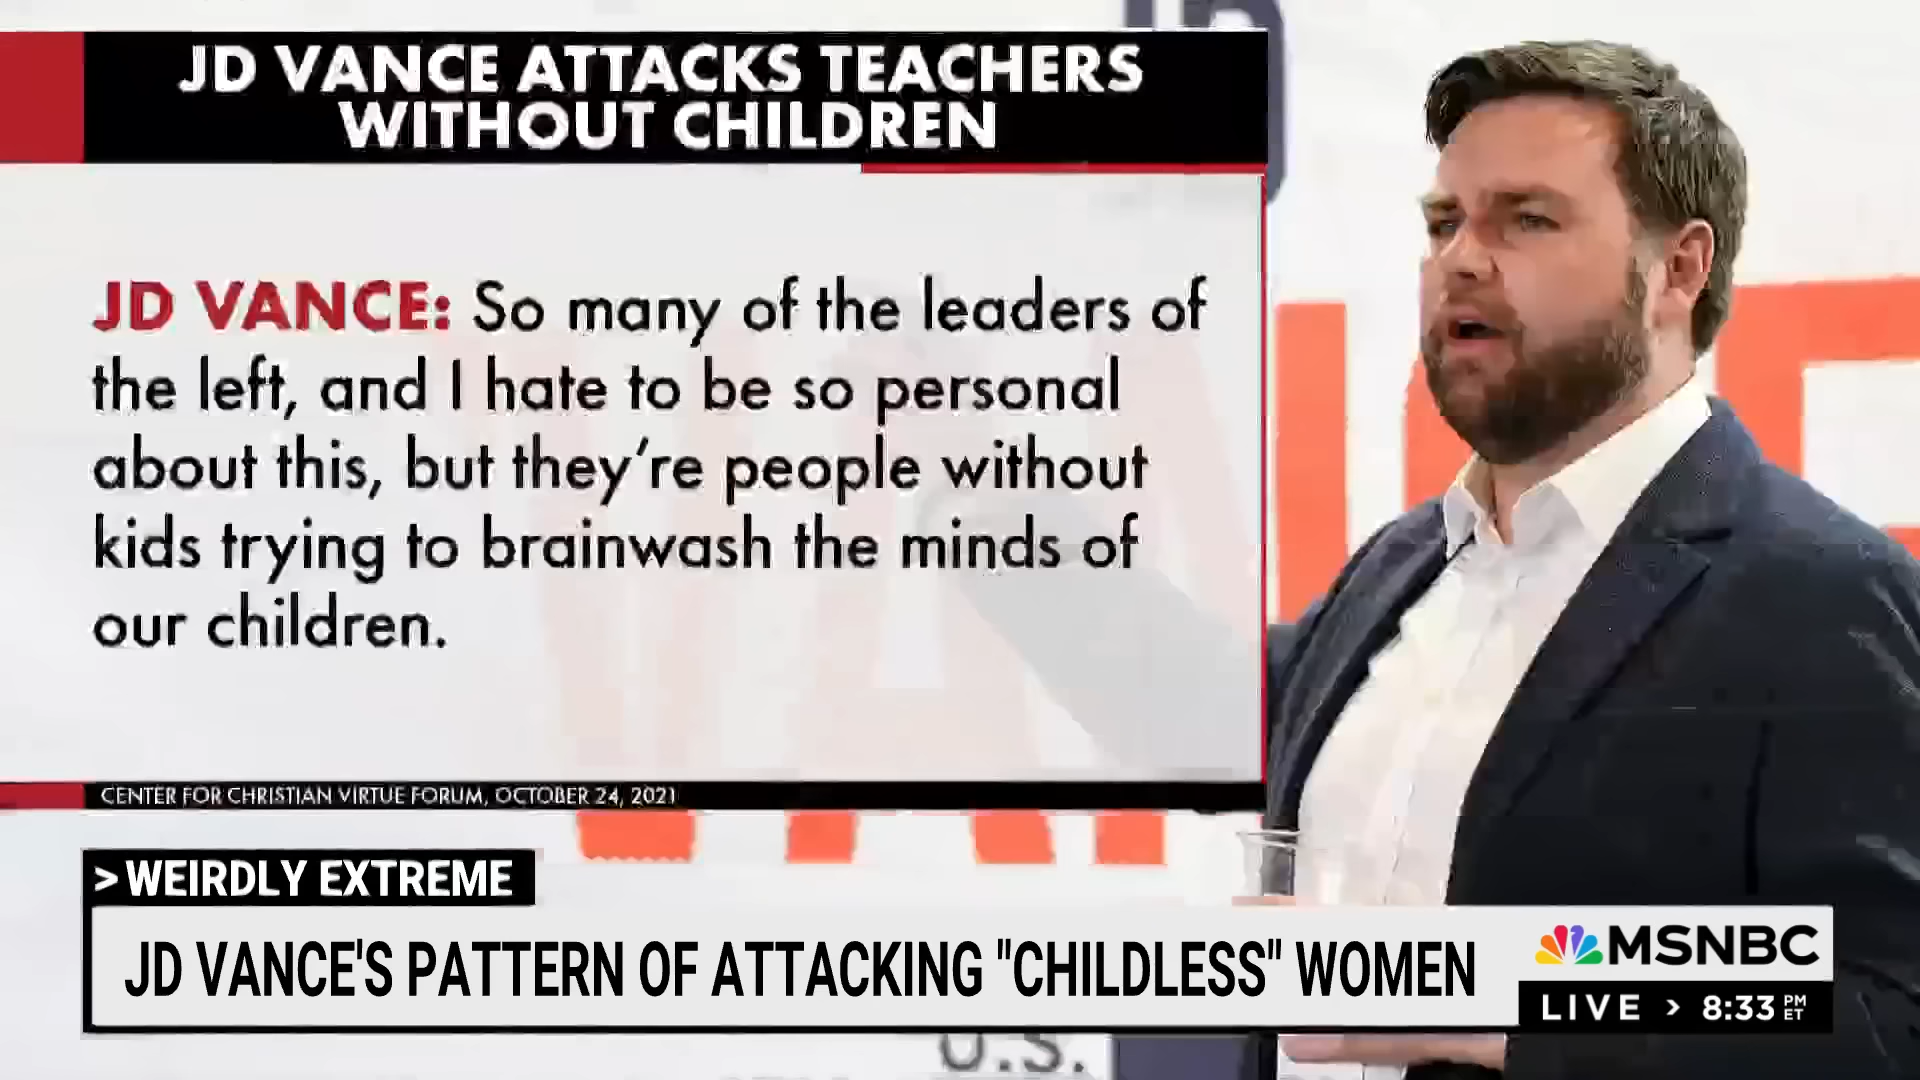 JD VANCE ATTACKS TEACHERS
WITHOUT CHILDREN
JD VANCE: So many of the leaders of
the left, and I hate to be so personal
about this, but they're people without
kids trying to brainwash the minds of
our children.
CENTER FOR CHRISTIAN VIRTUE FORUM, OCTOBER 24, 2021
> WEIRDLY EXTREME
JD VANCE'S PATTERN OF ATTACKING "CHILDLESS" WOMEN
MSNBC
LIVE > 8:33 PM ET
U.S.